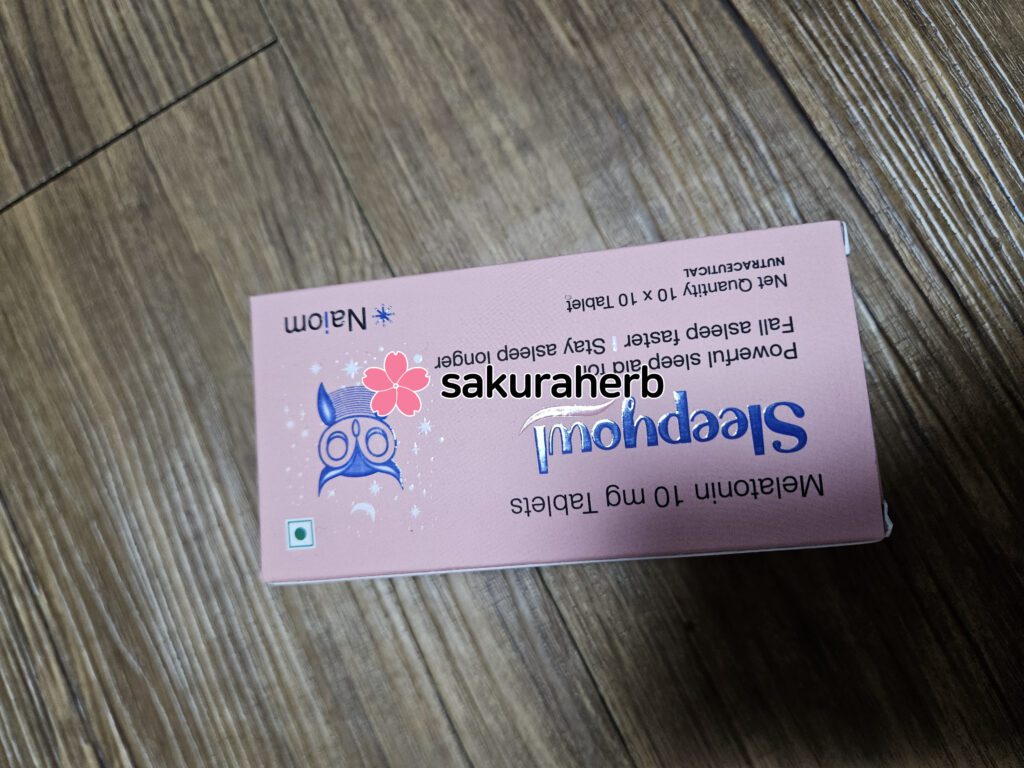 Melatonin 10 mg Tablets
Sleepyowl
Powerful sleep aid for
Fall asleep faster | Stay asleep longer
Net Quantity 10 x 10 Tablet
NUTRACEUTICAL
Naiom
sakuraherb